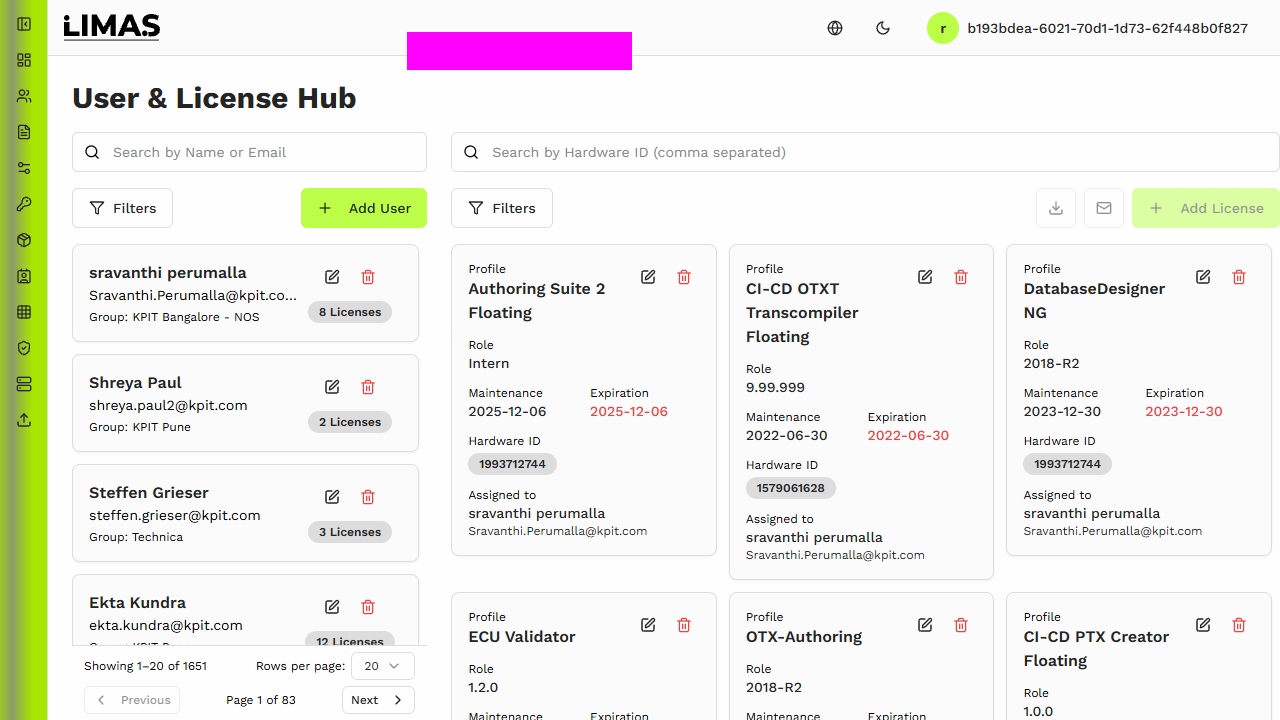 LIMAS
r
b193bdea-6021-70d1-1d73-62f448b0f827
User & License Hub
Search by Name or Email
Filters
Add User
sravanthi perumalla
Sravanthi.Perumalla@kpit.co...
Group: KPIT Bangalore - NOS
8 Licenses
Shreya Paul
shreya.paul2@kpit.com
Group: KPIT Pune
2 Licenses
Steffen Grieser
steffen.grieser@kpit.com
Group: Technica
3 Licenses
Ekta Kundra
ekta.kundra@kpit.com
12 Licenses
Showing 1–20 of 1651
Rows per page: 20
Previous
Page 1 of 83
Next
Search by Hardware ID (comma separated)
Filters
Add License
Profile
Authoring Suite 2
Floating
Role
Intern
Maintenance Expiration
2025-12-06 2025-12-06
Hardware ID
1993712744
Assigned to
sravanthi perumalla
Sravanthi.Perumalla@kpit.com
Profile
CI-CD OTXT
Transcompiler
Floating
Role
9.99.999
Maintenance Expiration
2022-06-30 2022-06-30
Hardware ID
1579061628
Assigned to
sravanthi perumalla
Sravanthi.Perumalla@kpit.com
Profile
DatabaseDesigner
NG
Role
2018-R2
Maintenance Expiration
2023-12-30 2023-12-30
Hardware ID
1993712744
Assigned to
sravanthi perumalla
Sravanthi.Perumalla@kpit.com
Profile
ECU Validator
Role
1.2.0
Maintenance Expiration
Profile
OTX-Authoring
Role
2018-R2
Maintenance Expiration
Profile
CI-CD PTX Creator
Floating
Role
1.0.0